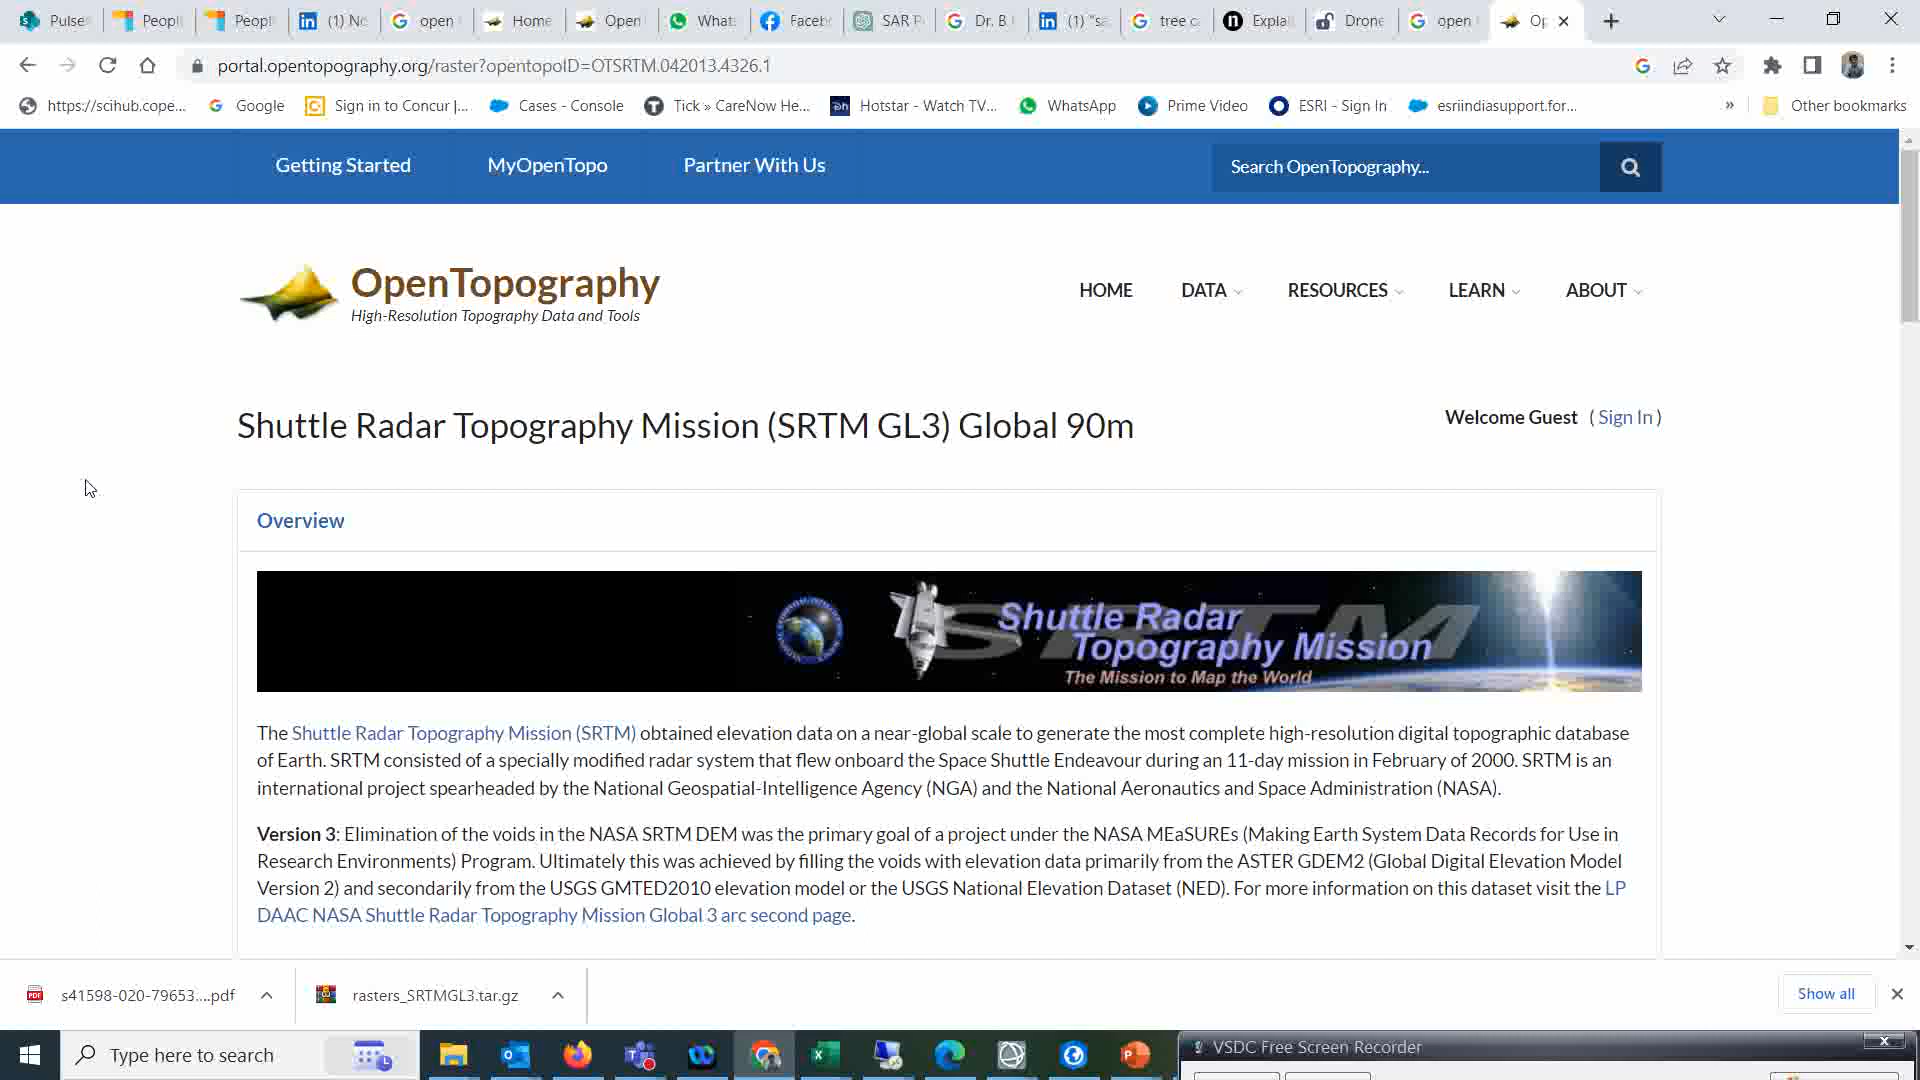 Pulse
Peopl
Peopl
(1) No
open
Home
Open
What
Faceb
SAR P
Dr. B
(1) "sa
tree c
Explai
Drone
open
Op
portal.opentopography.org/raster?opentopoID=OTSRTM.042013.4326.1
https://scihub.cope...
Google
Sign in to Concur |...
Cases - Console
Tick » CareNow He...
Hotstar - Watch TV...
WhatsApp
Prime Video
ESRI - Sign In
esriindiasupport.for...
»
Other bookmarks
Getting Started
MyOpenTopo
Partner With Us
Search OpenTopography...
OpenTopography
High-Resolution Topography Data and Tools
HOME
DATA
RESOURCES
LEARN
ABOUT
Shuttle Radar Topography Mission (SRTM GL3) Global 90m
Welcome Guest ( Sign In )
Overview
SRTM
Shuttle Radar
Topography Mission
The Mission to Map the World
The Shuttle Radar Topography Mission (SRTM) obtained elevation data on a near-global scale to generate the most complete high-resolution digital topographic database
of Earth. SRTM consisted of a specially modified radar system that flew onboard the Space Shuttle Endeavour during an 11-day mission in February of 2000. SRTM is an
international project spearheaded by the National Geospatial-Intelligence Agency (NGA) and the National Aeronautics and Space Administration (NASA).
Version 3: Elimination of the voids in the NASA SRTM DEM was the primary goal of a project under the NASA MEaSUREs (Making Earth System Data Records for Use in
Research Environments) Program. Ultimately this was achieved by filling the voids with elevation data primarily from the ASTER GDEM2 (Global Digital Elevation Model
Version 2) and secondarily from the USGS GMTED2010 elevation model or the USGS National Elevation Dataset (NED). For more information on this dataset visit the LP
DAAC NASA Shuttle Radar Topography Mission Global 3 arc second page.
s41598-020-79653....pdf
rasters_SRTMGL3.tar.gz
Show all
Type here to search
VSDC Free Screen Recorder